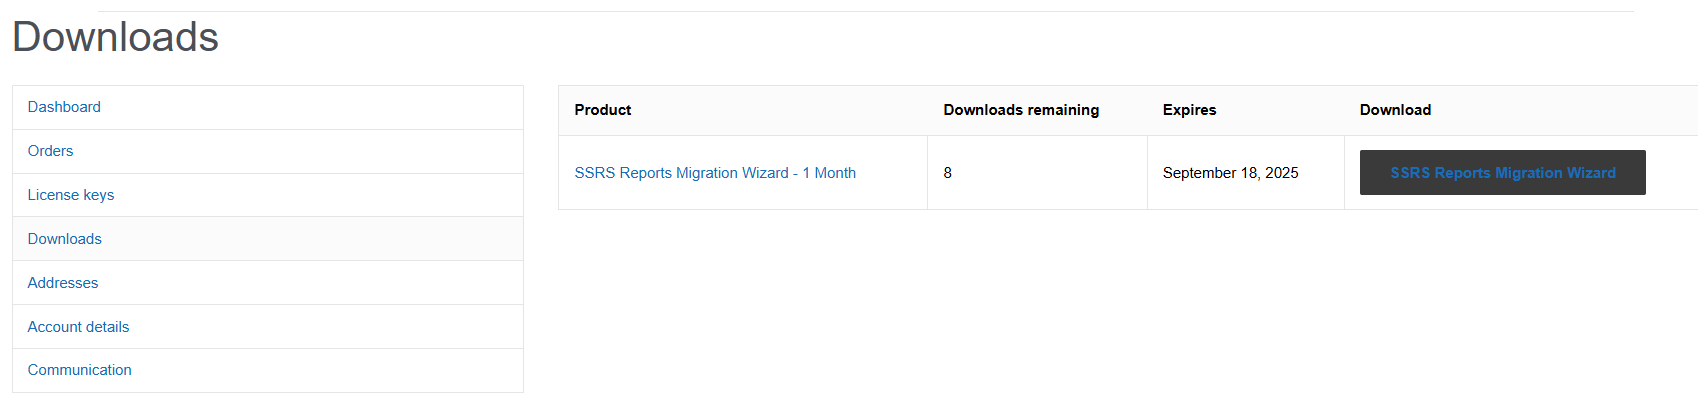 Downloads
Dashboard
Orders
License keys
Downloads
Addresses
Account details
Communication
Product Downloads remaining Expires Download
SSRS Reports Migration Wizard - 1 Month 8 September 18, 2025 SSRS Reports Migration Wizard